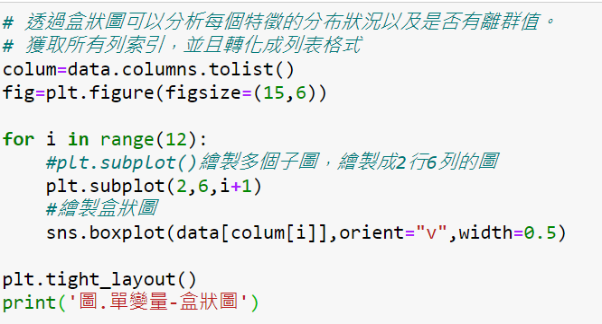 # 透過盒狀圖可以分析每個特徵的分布狀況以及是否有離群值。
# 獲取所有列索引，並且轉化成列表格式
colum=data.columns.tolist()
fig=plt.figure(figsize=(15,6))
for i in range(12):
    #plt.subplot()繪製多個子圖，繪製成2行6列的圖
    plt.subplot(2,6,i+1)
    #繪製盒狀圖
    sns.boxplot(data[colum[i]],orient="v",width=0.5)
plt.tight_layout()
print('圖.單變量-盒狀圖')